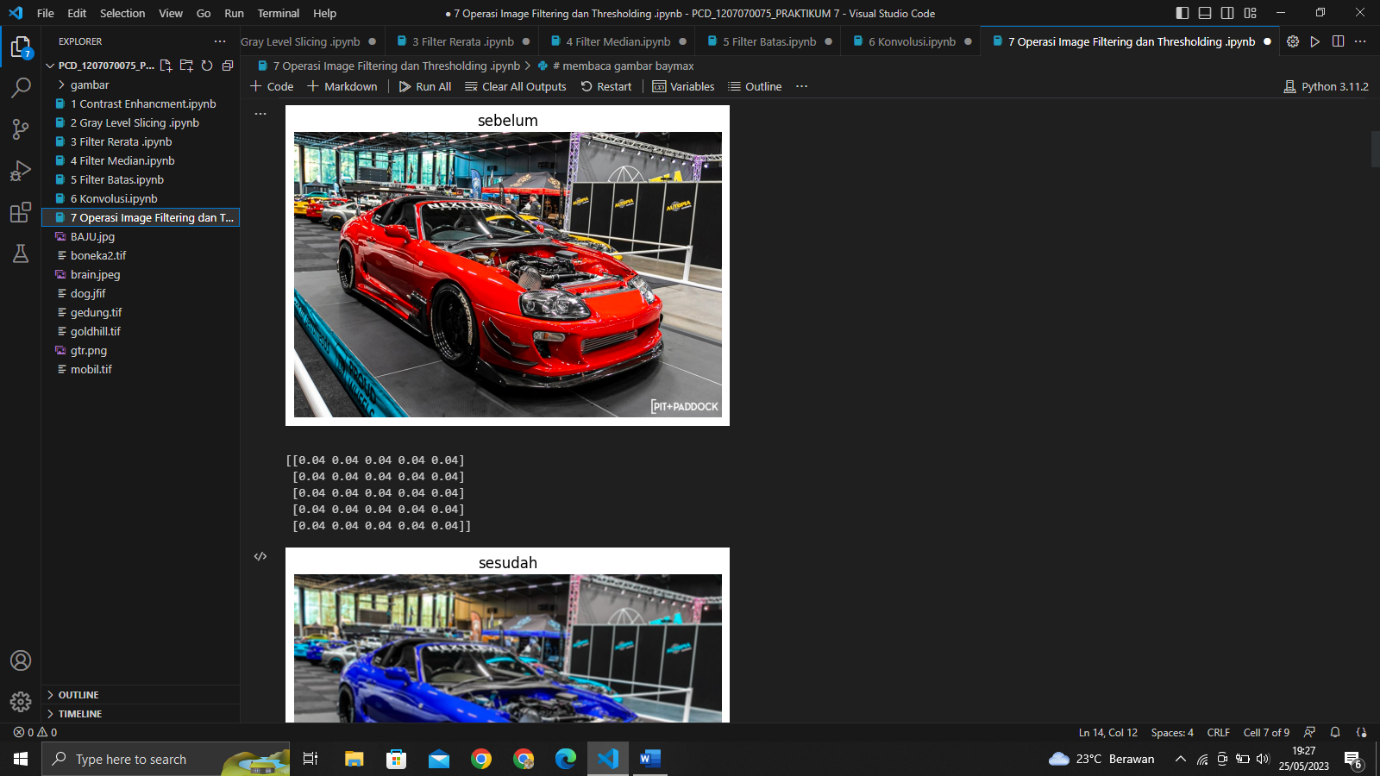 File Edit Selection View Go Run Terminal Help
● 7 Operasi Image Filtering dan Thresholding .ipynb - PCD_1207070075_PRAKTIKUM 7 - Visual Studio Code
EXPLORER
Gray Level Slicing .ipynb
3 Filter Rerata .ipynb
4 Filter Median.ipynb
5 Filter Batas.ipynb
6 Konvolusi.ipynb
7 Operasi Image Filtering dan Thresholding .ipynb
7
PCD_1207070075_P...
7 Operasi Image Filtering dan Thresholding .ipynb > # membaca gambar baymax
+ Code + Markdown Run All Clear All Outputs Restart Variables Outline ...
Python 3.11.2
gambar
1 Contrast Enhancment.ipynb
2 Gray Level Slicing .ipynb
3 Filter Rerata .ipynb
4 Filter Median.ipynb
5 Filter Batas.ipynb
6 Konvolusi.ipynb
7 Operasi Image Filtering dan T...
BAJU.jpg
boneka2.tif
brain.jpeg
dog.jfif
gedung.tif
goldhill.tif
gtr.png
mobil.tif
OUTLINE
TIMELINE
sebelum
NEXTLEVEL
PIT+PADDOCK
[[0.04 0.04 0.04 0.04 0.04]
[0.04 0.04 0.04 0.04 0.04]
[0.04 0.04 0.04 0.04 0.04]
[0.04 0.04 0.04 0.04 0.04]
[0.04 0.04 0.04 0.04 0.04]]
sesudah
0 0
Ln 14, Col 12 Spaces: 4 CRLF Cell 7 of 9
Type here to search
23°C Berawan
19:27
25/05/2023
6